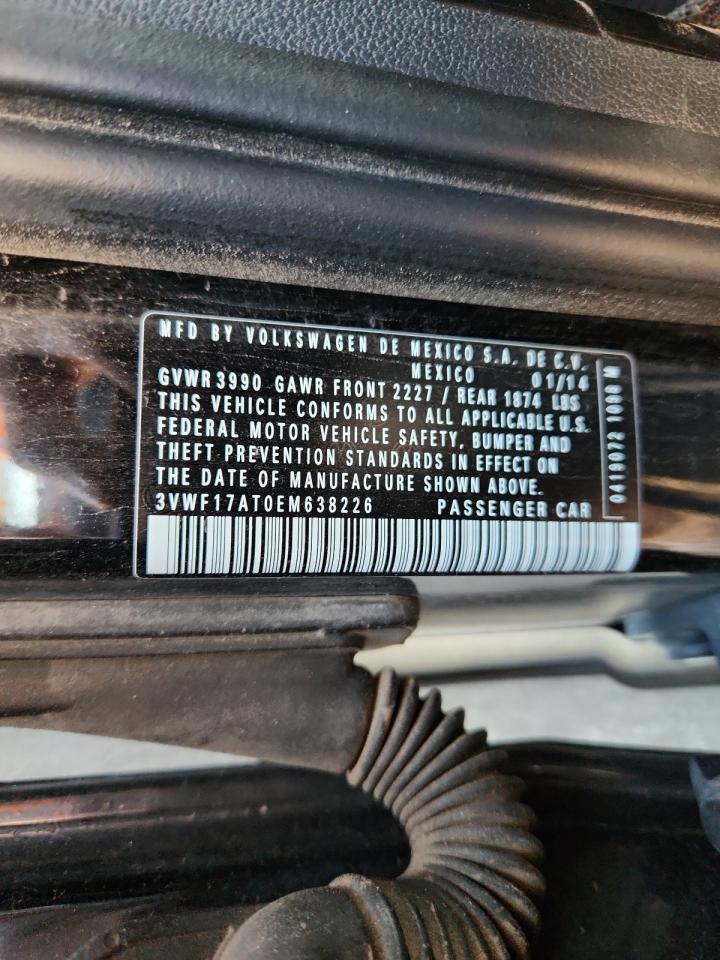 MFD BY VOLKSWAGEN DE MEXICO S.A. DE C.V.
MEXICO 01/14
GVWR 3990 GAWR FRONT 2227 / REAR 1874 LBS
THIS VEHICLE CONFORMS TO ALL APPLICABLE U.S.
FEDERAL MOTOR VEHICLE SAFETY, BUMPER AND
THEFT PREVENTION STANDARDS IN EFFECT ON
THE DATE OF MANUFACTURE SHOWN ABOVE.
3VWF17AT0EM638226 PASSENGER CAR
0419072 1098 M